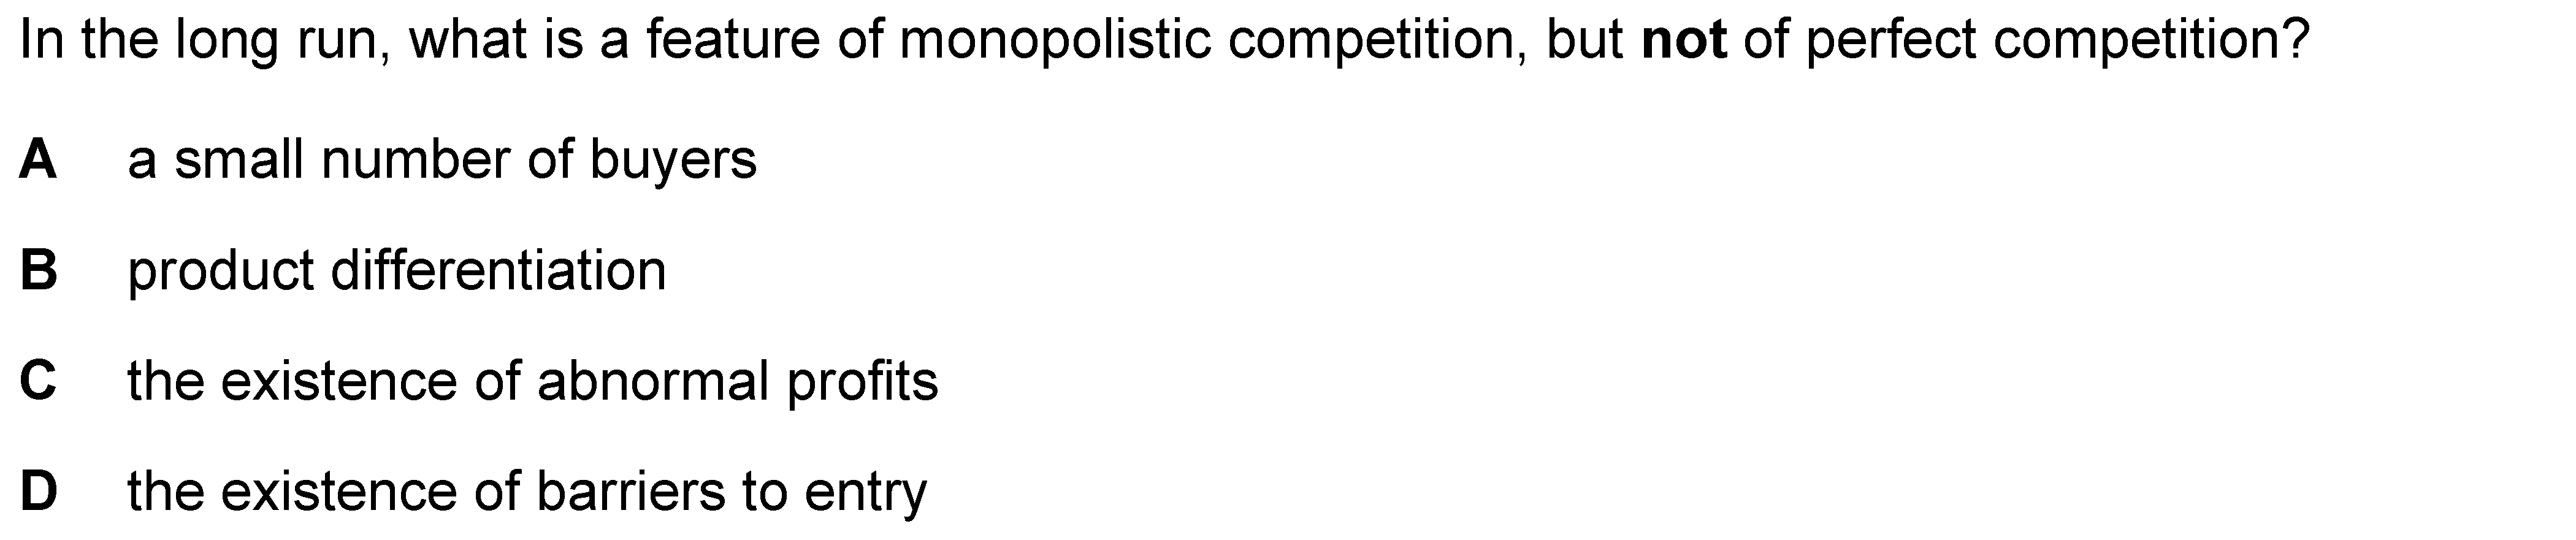 In the long run, what is a feature of monopolistic competition, but not of perfect competition?
A a small number of buyers
B product differentiation
C the existence of abnormal profits
D the existence of barriers to entry